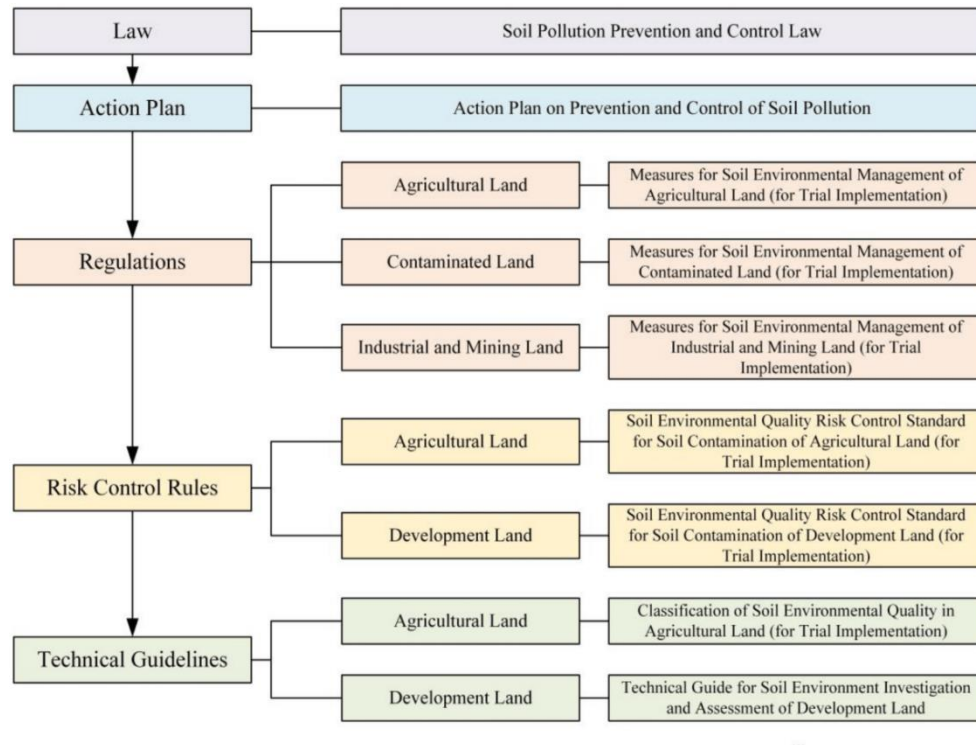 Law
Soil Pollution Prevention and Control Law
Action Plan
Action Plan on Prevention and Control of Soil Pollution
Regulations
Agricultural Land
Measures for Soil Environmental Management of
Agricultural Land (for Trial Implementation)
Contaminated Land
Measures for Soil Environmental Management of
Contaminated Land (for Trial Implementation)
Industrial and Mining Land
Measures for Soil Environmental Management of
Industrial and Mining Land (for Trial
Implementation)
Risk Control Rules
Agricultural Land
Soil Environmental Quality Risk Control Standard
for Soil Contamination of Agricultural Land (for
Trial Implementation)
Development Land
Soil Environmental Quality Risk Control Standard
for Soil Contamination of Development Land (for
Trial Implementation)
Technical Guidelines
Agricultural Land
Classification of Soil Environmental Quality in
Agricultural Land (for Trial Implementation)
Development Land
Technical Guide for Soil Environment Investigation
and Assessment of Development Land